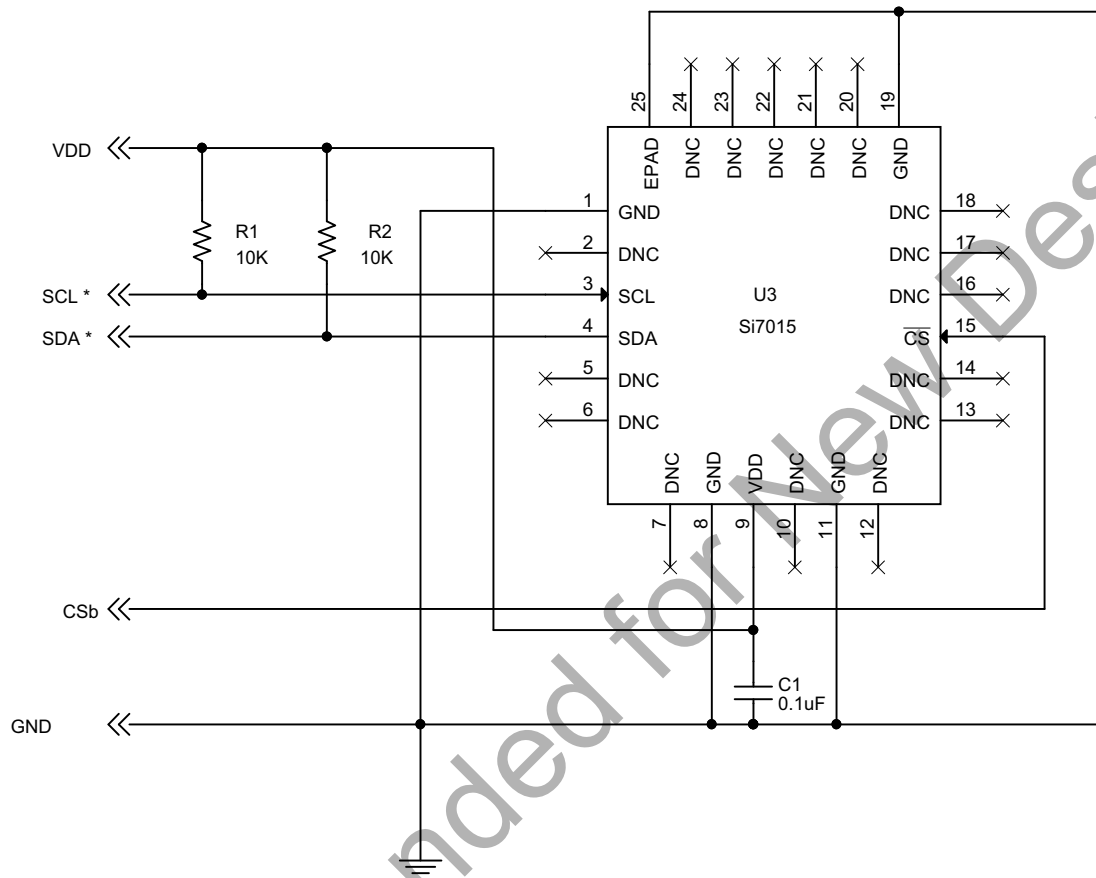 25
24
23
22
21
20
19
EPAD
DNC
DNC
DNC
DNC
DNC
GND
VDD
R1
10K
R2
10K
SCL *
SDA *
1
GND
2
DNC
3
SCL
4
SDA
5
DNC
6
DNC
U3
Si7015
DNC
18
DNC
17
DNC
16
CS
15
DNC
14
DNC
13
DNC
GND
VDD
DNC
GND
DNC
7
8
9
10
11
12
CSb
C1
0.1uF
GND
nded for New Des